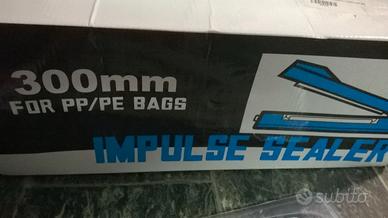 300mm
FOR PP/PE BAGS
IMPULSE SEALER
subito